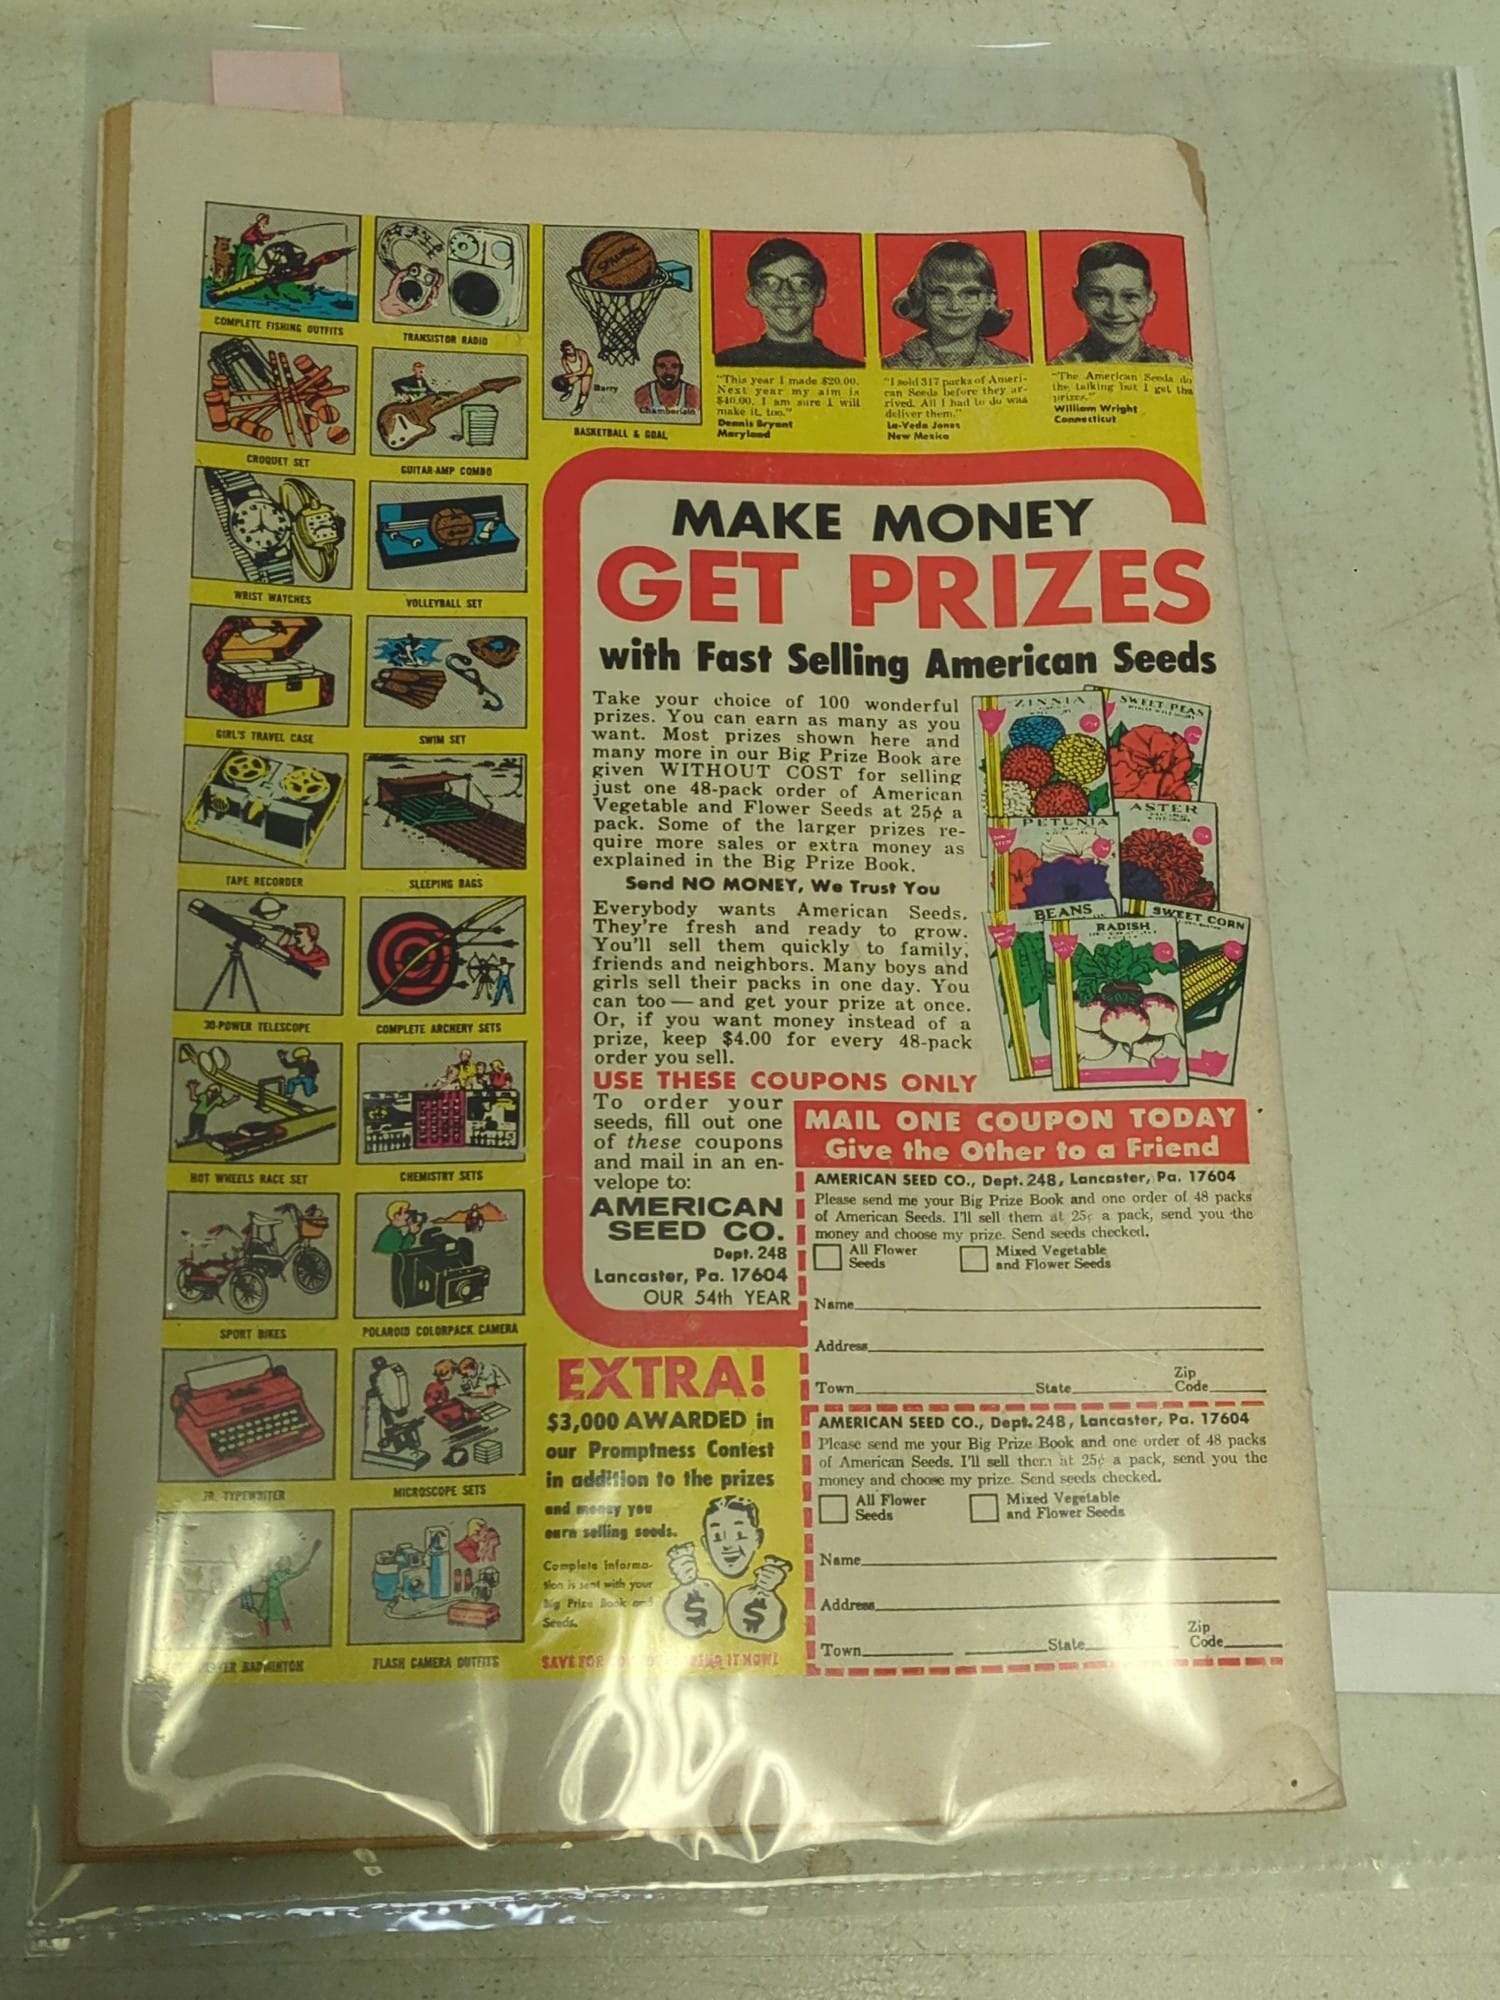 COMPLETE FISHING OUTFITS
TRANSISTOR RADIO
CROQUET SET
GUITAR-AMP COMBO
WRIST WATCHES
VOLLEYBALL SET
GIRL'S TRAVEL CASE
SWIM SET
TAPE RECORDER
SLEEPING BAGS
30-POWER TELESCOPE
COMPLETE ARCHERY SETS
HOT WHEELS RACE SET
CHEMISTRY SETS
SPORT BIKES
POLAROID COLORPACK CAMERA
JR. TYPEWRITER
MICROSCOPE SETS
BADMINTON
FLASH CAMERA OUTFITS
SPALDING
Barry
Chamberlain
BASKETBALL & GOAL
"This year I made $20.00.
Next year my aim is
$40.00. I am sure I will
make it, too."
Dennis Bryant
Maryland
"I sold 317 packs of Ameri-
can Seeds before they ar-
rived. All I had to do was
deliver them."
La-Veda Jones
New Mexico
"The American Seeds do
the talking but I get the
prizes."
William Wright
Connecticut
MAKE MONEY
GET PRIZES
with Fast Selling American Seeds
Take your choice of 100 wonderful
prizes. You can earn as many as you
want. Most prizes shown here and
many more in our Big Prize Book are
given WITHOUT COST for selling
just one 48-pack order of American
Vegetable and Flower Seeds at 25¢ a
pack. Some of the larger prizes re-
quire more sales or extra money as
explained in the Big Prize Book.
Send NO MONEY, We Trust You
Everybody wants American Seeds.
They're fresh and ready to grow.
You'll sell them quickly to family,
friends and neighbors. Many boys and
girls sell their packs in one day. You
can too — and get your prize at once.
Or, if you want money instead of a
prize, keep $4.00 for every 48-pack
order you sell.
ZINNIA
SWEET PEAS
PETUNIA
ASTER
BEANS
RADISH
SWEET CORN
USE THESE COUPONS ONLY
To order your
seeds, fill out one
of these coupons
and mail in an en-
velope to:
AMERICAN
SEED CO.
Dept. 248
Lancaster, Pa. 17604
OUR 54th YEAR
MAIL ONE COUPON TODAY
Give the Other to a Friend
AMERICAN SEED CO., Dept. 248, Lancaster, Pa. 17604
Please send me your Big Prize Book and one order of 48 packs
of American Seeds. I'll sell them at 25¢ a pack, send you the
money and choose my prize. Send seeds checked.
All Flower
Seeds
Mixed Vegetable
and Flower Seeds
Name
Address
Town State Zip
Code
AMERICAN SEED CO., Dept. 248, Lancaster, Pa. 17604
Please send me your Big Prize Book and one order of 48 packs
of American Seeds. I'll sell them at 25¢ a pack, send you the
money and choose my prize. Send seeds checked.
All Flower
Seeds
Mixed Vegetable
and Flower Seeds
Name
Address
Town State Zip
Code
EXTRA!
$3,000 AWARDED in
our Promptness Contest
in addition to the prizes
and money you
earn selling seeds.
Complete Informa-
tion is sent with your
Big Prize Book and
Seeds.
$ $
SAVE FOR IT NOW!